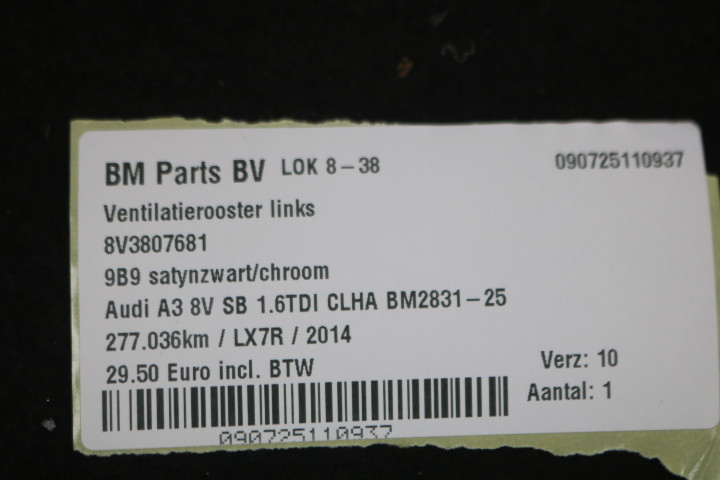 BM Parts BV LOK 8-38 090725110937
Ventilatierooster links
8V3807681
9B9 satynzwart/chroom
Audi A3 8V SB 1.6TDI CLHA BM2831-25
277.036km / LX7R / 2014
29.50 Euro incl. BTW Verz: 10
Aantal: 1
090725110937